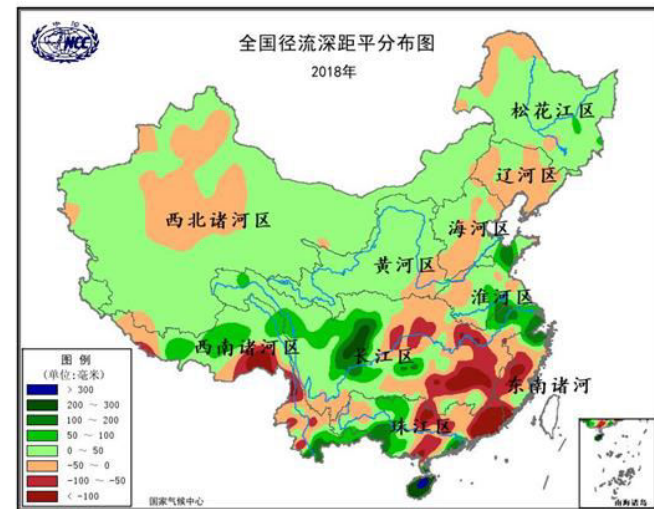 中国
NCC
全国径流深距平分布图
2018年
松花江区
辽河区
西北诸河区
海河区
黄河区
淮河区
西南诸河区
长江区
东南诸河
珠江区
图 例
(单位:毫米)
> 300
200 ～ 300
100 ～ 200
50 ～ 100
0 ～ 50
-50 ～ 0
-100 ～ -50
< -100
国家气候中心
南海诸岛